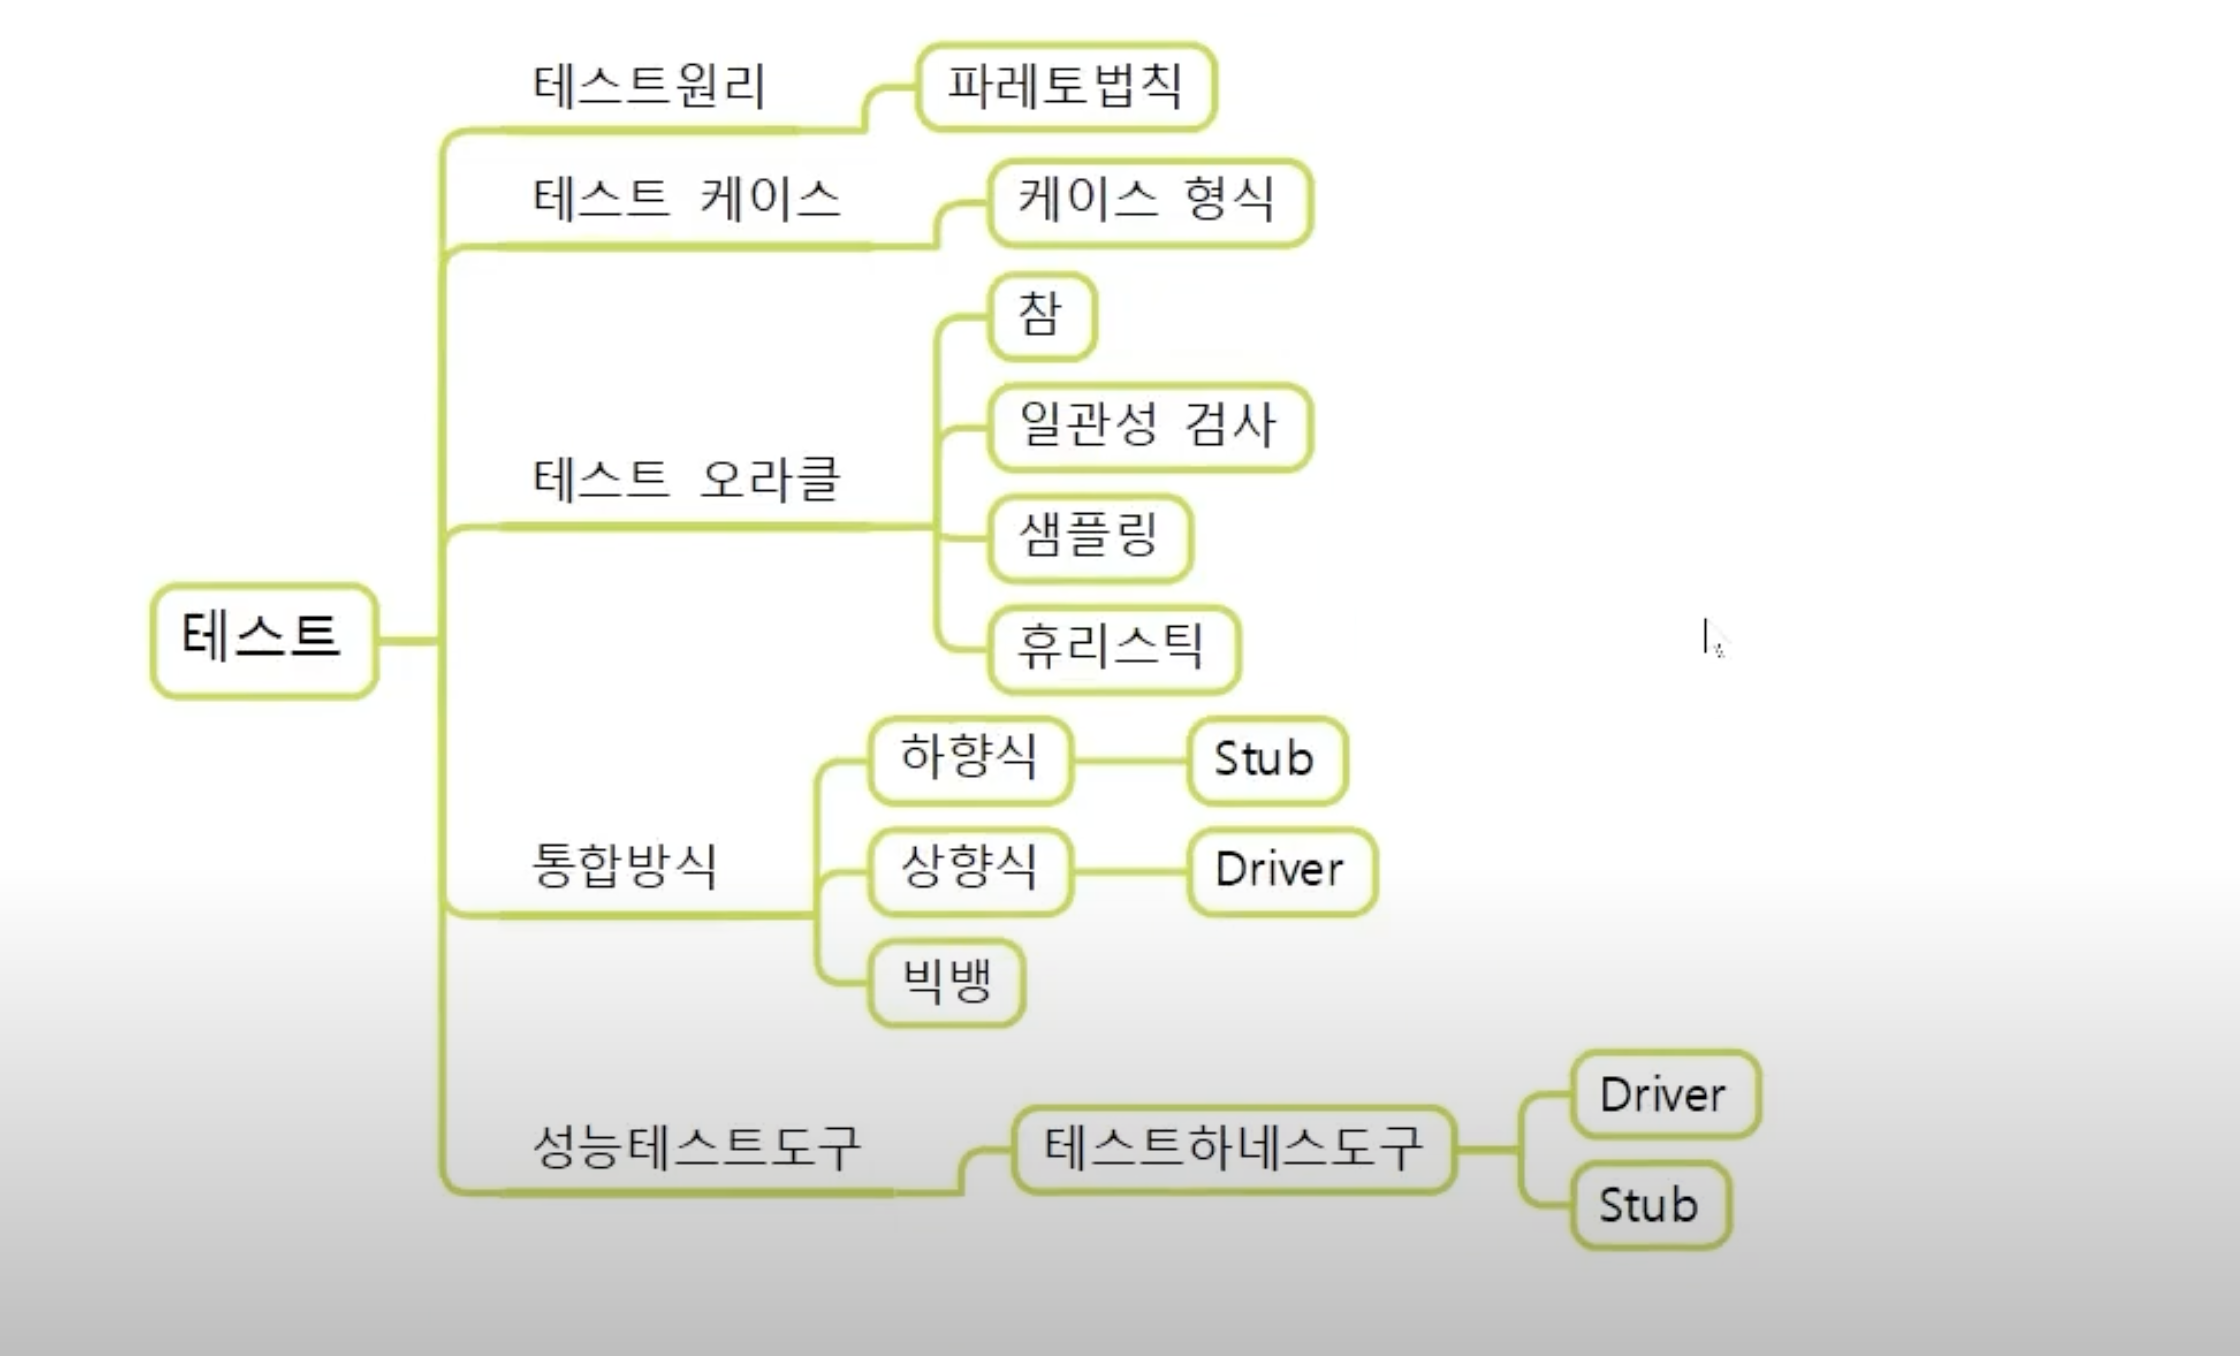 테스트
테스트원리
파레토법칙
테스트 케이스
케이스 형식
테스트 오라클
참
일관성 검사
샘플링
휴리스틱
통합방식
하향식
Stub
상향식
Driver
빅뱅
성능테스트도구
테스트하네스도구
Driver
Stub